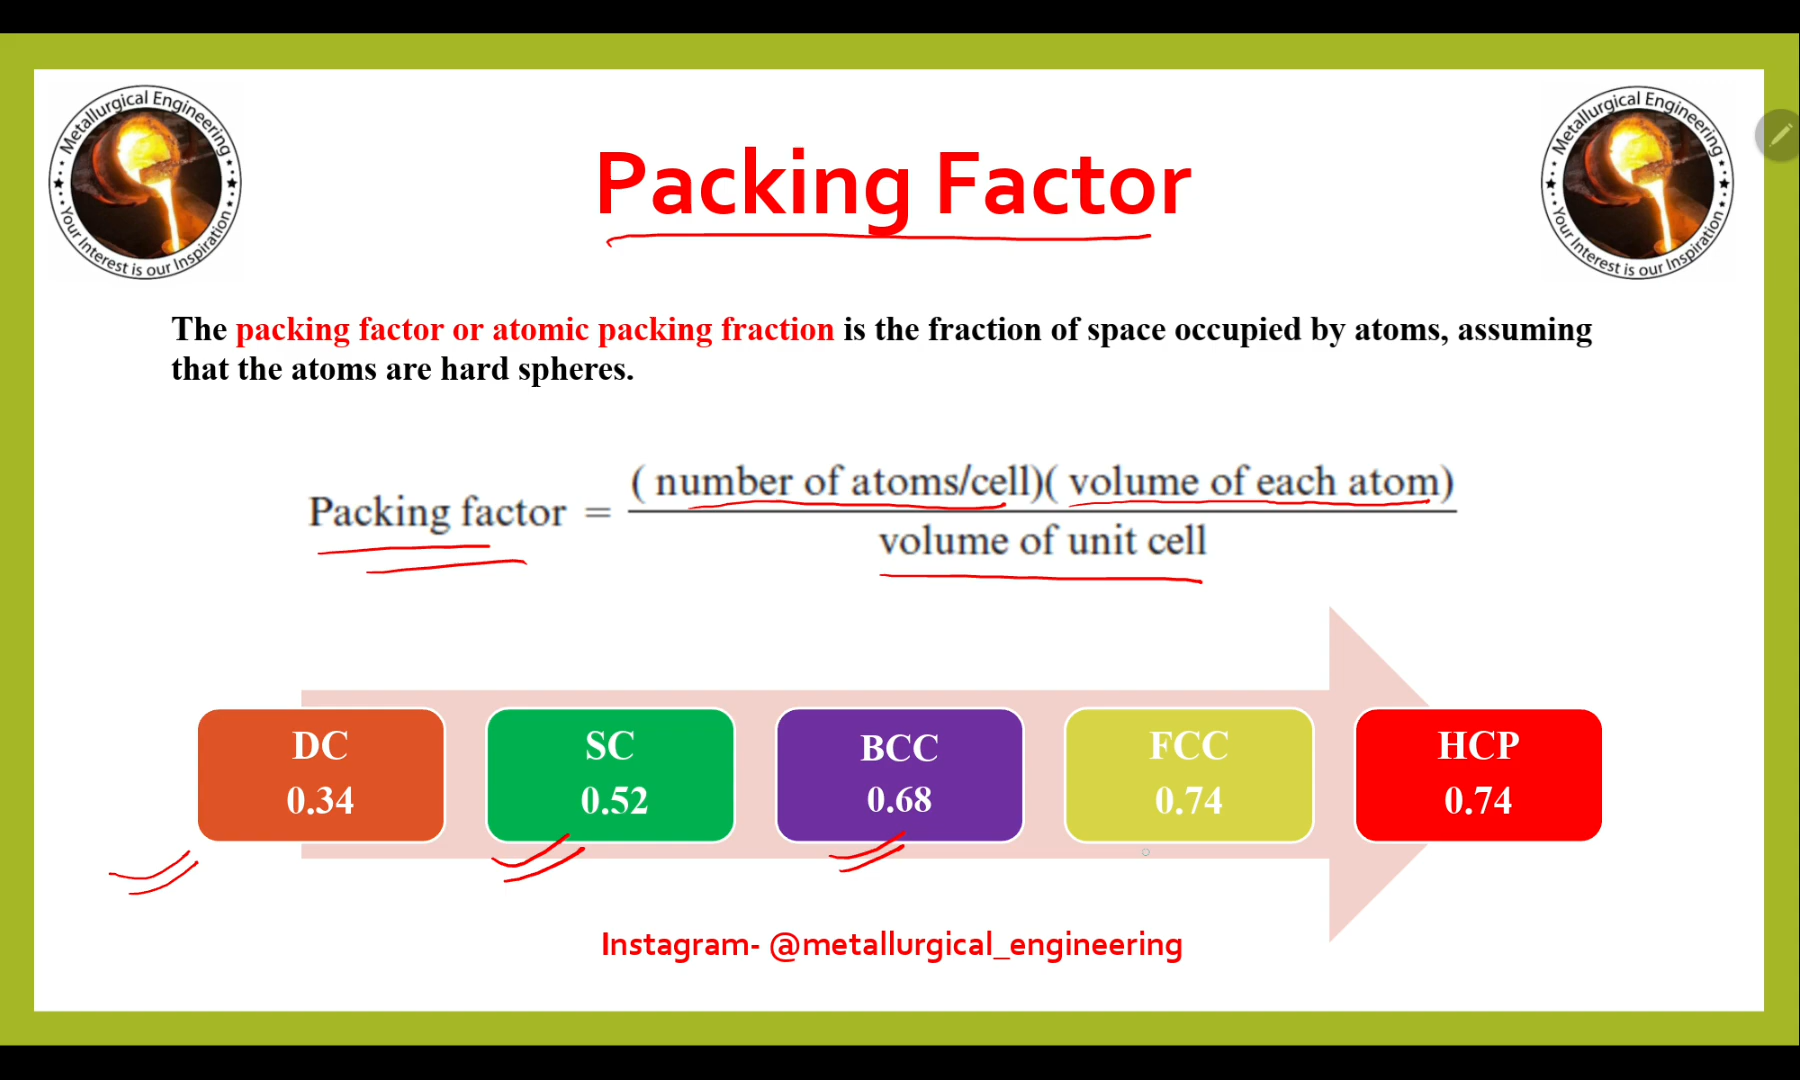 Metallurgical Engineering
Your Interest is our Inspiration
Metallurgical Engineering
Your Interest is our Inspiration
Packing Factor
The packing factor or atomic packing fraction is the fraction of space occupied by atoms, assuming
that the atoms are hard spheres.
Packing factor = ( number of atoms/cell)( volume of each atom)
volume of unit cell
DC
0.34
SC
0.52
BCC
0.68
FCC
0.74
HCP
0.74
Instagram- @metallurgical_engineering